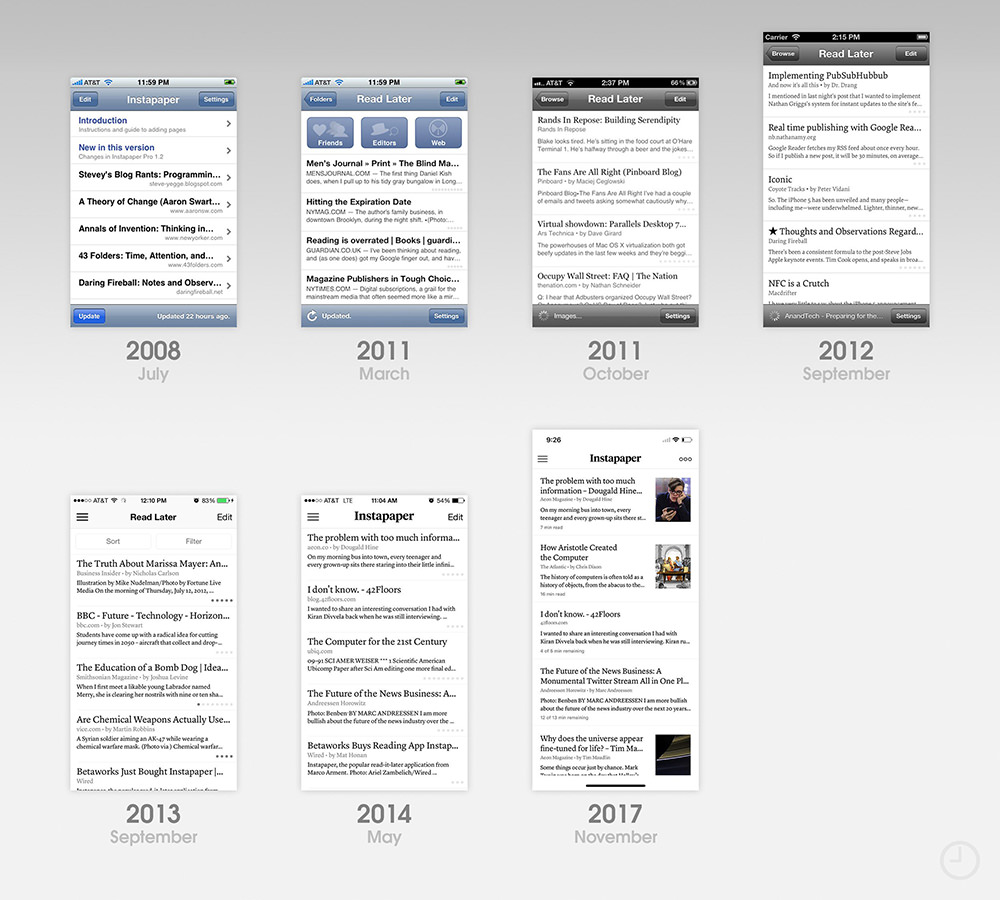 AT&T 11:59 PM
Edit Instapaper Settings
Introduction
Instructions and guide to adding pages
New in this version
Changes in Instapaper Pro 1.2
Stevey's Blog Rants: Programmin...
steve-yegge.blogspot.com
A Theory of Change (Aaron Swart...
www.aaronsw.com
Annals of Invention: Thinking in...
www.newyorker.com
43 Folders: Time, Attention, and...
www.43folders.com
Daring Fireball: Notes and Observ...
daringfireball.net
Update Updated 22 hours ago.
2008
July
AT&T 11:59 PM
Folders Read Later Edit
Friends Editors Web
Men's Journal » Print » The Blind Ma...
MENSJOURNAL.COM — The first thing Daniel Kish
does, when I pull up to his tidy gray bungalow in Long...
Hitting the Expiration Date
NYMAG.COM — The author's family business, in
downtown Brooklyn, during the night shift. •(Photo:...
Reading is overrated | Books | guardi...
GUARDIAN.CO.UK — I've been thinking about reading,
and (as one does) got my Google finger out, and hav...
Magazine Publishers in Tough Choic...
NYTIMES.COM — Digital subscriptions, a grail for the
mainstream media that often seemed more like a mir...
Updated. Settings
2011
March
AT&T 2:37 PM 66%
Browse Read Later Edit
Rands In Repose: Building Serendipity
Rands In Repose
Blake looks tired. He's sitting in the food court at O'Hare
Terminal 1. He's halfway through a beer and the jokes...
The Fans Are All Right (Pinboard Blog)
Pinboard • by Maciej Ceglowski
Pinboard Blog•The Fans Are All Right I've had a couple
of emails and tweets asking somewhat cautiously why...
Virtual showdown: Parallels Desktop 7...
Ars Technica • by Dave Girard
The powerhouses of Mac OS X virtualization both got
beefy updates in the last few weeks and they're beggi...
Occupy Wall Street: FAQ | The Nation
thenation.com • by Nathan Schneider
Q: I hear that Adbusters organized Occupy Wall Street?
Images... Settings
2011
October
Carrier 2:15 PM
Browse Read Later Edit
Implementing PubSubHubbub
And now it's all this • by Dr. Drang
I mentioned in last night's post that I wanted to implement
Nathan Griggs's system for instant updates to the site's fe...
Real time publishing with Google Rea...
nb.nathanamy.org
Google Reader fetches my RSS feed about once every hour.
So if I publish a new post, it will be 30 minutes, on average...
Iconic
Coyote Tracks • by Peter Vidani
So. The iPhone 5 has been unveiled and many people—
including me—were underwhelmed. Lighter, thinner, new...
★ Thoughts and Observations Regard...
Daring Fireball
There's been a consistent formula to the post-Steve Jobs
Apple keynote events. Tim Cook opens, and speaks in broa...
NFC is a Crutch
Macdrifter
AnandTech - Preparing for the... Settings
2012
September
AT&T 12:10 PM 83%
Read Later Edit
Sort Filter
The Truth About Marissa Mayer: An...
Business Insider • by Nicholas Carlson
Illustration by Mike Nudelman/Photo by Fortune Live
Media On the morning of Thursday, July 12, 2012, ...
BBC - Future - Technology - Horizon...
bbc.com • by Jon Stewart
Students have come up with a radical idea for cutting
journey times in 2050 - aircraft that collect and drop-...
The Education of a Bomb Dog | Idea...
Smithsonian Magazine • by Joshua Levine
When I first meet a likable young Labrador named
Merry, she is clearing her nostrils with nine or ten sha...
Are Chemical Weapons Actually Use...
vice.com • by Martin Robbins
A Syrian soldier aiming an AK-47 while wearing a
chemical warfare mask. (Photo via ) Chemical warfar...
Betaworks Just Bought Instapaper |...
Wired
2013
September
AT&T LTE 11:04 AM 54%
Instapaper Edit
The problem with too much informa...
aeon.co • by Dougald Hine
On my morning bus into town, every teenager and
every grown-up sits there staring into their little infini...
I don't know. – 42Floors
blog.42floors.com
I wanted to share an interesting conversation I had with
Kiran Divvela back when he was still interviewing. ...
The Computer for the 21st Century
ubiq.com
09-91 SCI AMER WEISER *** 1 Scientific American
Ubicomp Paper after Sci Am editing one more final ed...
The Future of the News Business: A...
Andreessen Horowitz
Photo: Benben BY MARC ANDREESSEN I am more
bullish about the future of the news industry over the ...
Betaworks Buys Reading App Instap...
Wired • by Mat Honan
Instapaper, the popular read-it-later application from
Marco Arment. Photo: Ariel Zambelich/Wired ...
2014
May
9:26
Instapaper
The problem with too much
information – Dougald Hine...
Aeon Magazine • by Dougald Hine
On my morning bus into town, every
teenager and every grown-up sits there st...
7 min read
How Aristotle Created
the Computer
The Atlantic • by Chris Dixon
The history of computers is often told as a
history of objects, from the abacus to the...
16 min read
I don't know. – 42Floors
I wanted to share an interesting conversation I had with
Kiran Divvela back when he was still interviewing. Kiran ru...
4 of 6 min remaining
The Future of the News Business: A
Monumental Twitter Stream All in One Pl...
Andreessen Horowitz • by Marc Andreessen
Photo: Benben BY MARC ANDREESSEN I am more bullish
about the future of the news industry over the next 20 years...
12 of 13 min remaining
Why does the universe appear
fine-tuned for life? – Tim Ma...
Aeon Magazine • by Tim Maudlin
Some things occur just by chance. Mark
2017
November